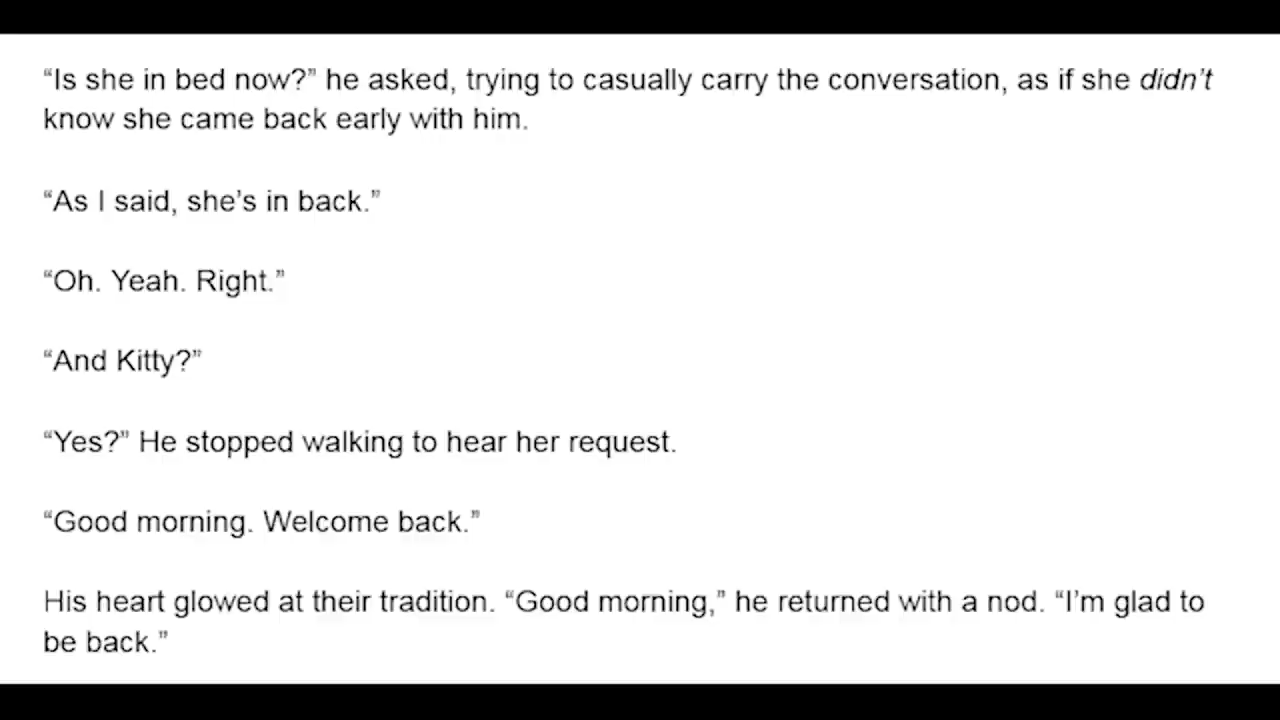 “Is she in bed now?” he asked, trying to casually carry the conversation, as if she didn’t
know she came back early with him.
“As I said, she’s in back.”
“Oh. Yeah. Right.”
“And Kitty?”
“Yes?” He stopped walking to hear her request.
“Good morning. Welcome back.”
His heart glowed at their tradition. “Good morning,” he returned with a nod. “I’m glad to
be back.”